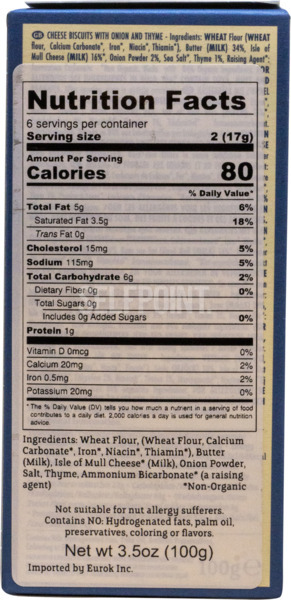 GB CHEESE BISCUITS WITH ONION AND THYME - Ingredients: WHEAT Flour (WHEAT
flour, Calcium Carbonate*, Iron*, Niacin*, Thiamin*), Butter (MILK) 34%, Isle of
Mull Cheese (MILK) 16%*, Onion Powder 2%, Sea Salt*, Thyme 1%, Raising Agent*:
Nutrition Facts
6 servings per container
Serving size 2 (17g)
Amount Per Serving
Calories 80
% Daily Value*
Total Fat 5g 6%
Saturated Fat 3.5g 18%
Trans Fat 0g
Cholesterol 15mg 5%
Sodium 115mg 5%
Total Carbohydrate 6g 2%
Dietary Fiber 0g 0%
Total Sugars 0g
Includes 0g Added Sugars 0%
ELEPOINT
Protein 1g
Vitamin D 0mcg 0%
Calcium 20mg 2%
Iron 0.5mg 2%
Potassium 20mg 0%
*The % Daily Value (DV) tells you how much a nutrient in a serving of food
contributes to a daily diet. 2,000 calories a day is used for general nutrition
advice.
Ingredients: Wheat Flour, (Wheat Flour, Calcium
Carbonate*, Iron*, Niacin*, Thiamin*), Butter
(Milk), Isle of Mull Cheese* (Milk), Onion Powder,
Salt, Thyme, Ammonium Bicarbonate* (a raising
agent) *Non-Organic
Not suitable for nut allergy sufferers.
Contains NO: Hydrogenated fats, palm oil,
preservatives, coloring or flavors.
Net wt 3.5oz (100g)
Imported by Eurok Inc.
100g e